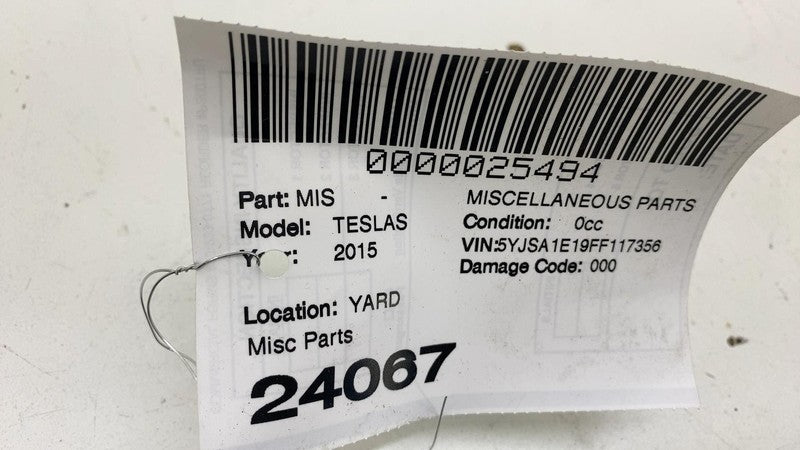 0000025494
Part: MIS - MISCELLANEOUS PARTS
Model: TESLAS Condition: 0cc
2015 VIN:5YJSA1E19FF117356
Damage Code: 000
Location: YARD
Misc Parts
24067